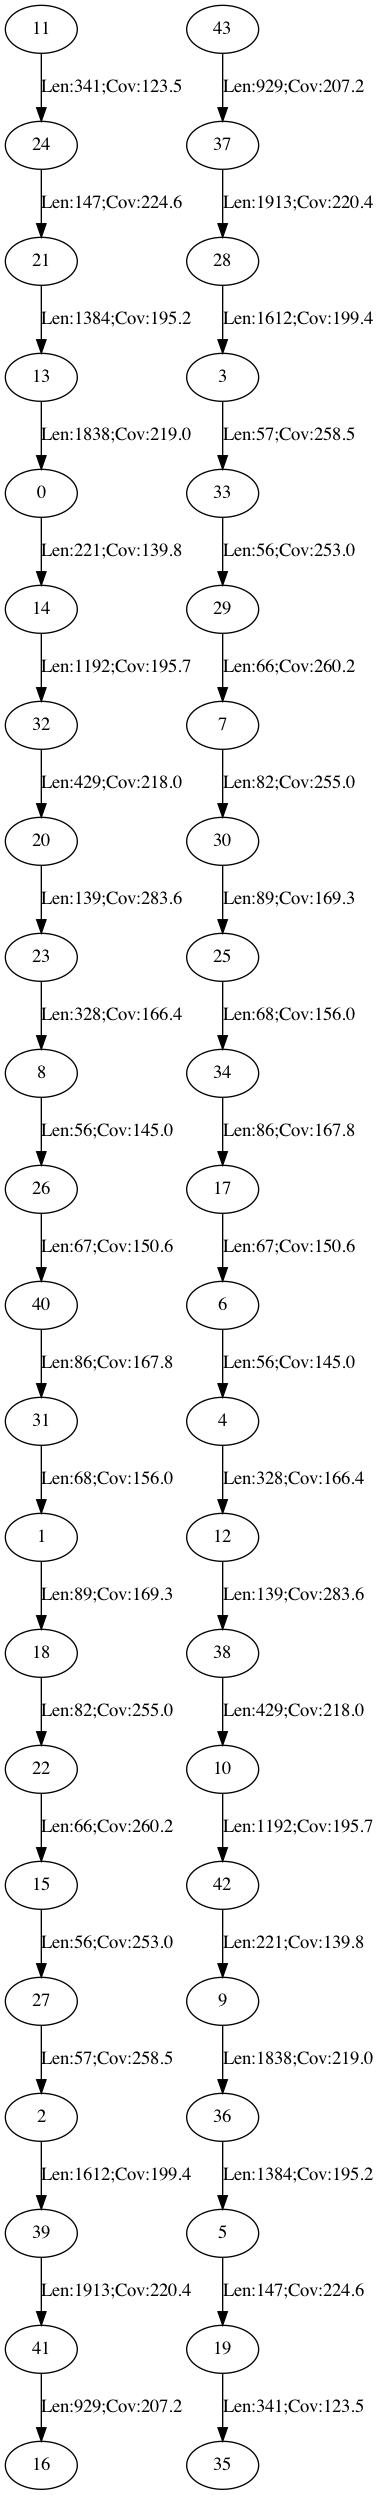 11 43
Len:341;Cov:123.5 Len:929;Cov:207.2
24 37
Len:147;Cov:224.6 Len:1913;Cov:220.4
21 28
Len:1384;Cov:195.2 Len:1612;Cov:199.4
13 3
Len:1838;Cov:219.0 Len:57;Cov:258.5
0 33
Len:221;Cov:139.8 Len:56;Cov:253.0
14 29
Len:1192;Cov:195.7 Len:66;Cov:260.2
32 7
Len:429;Cov:218.0 Len:82;Cov:255.0
20 30
Len:139;Cov:283.6 Len:89;Cov:169.3
23 25
Len:328;Cov:166.4 Len:68;Cov:156.0
8 34
Len:56;Cov:145.0 Len:86;Cov:167.8
26 17
Len:67;Cov:150.6 Len:67;Cov:150.6
40 6
Len:86;Cov:167.8 Len:56;Cov:145.0
31 4
Len:68;Cov:156.0 Len:328;Cov:166.4
1 12
Len:89;Cov:169.3 Len:139;Cov:283.6
18 38
Len:82;Cov:255.0 Len:429;Cov:218.0
22 10
Len:66;Cov:260.2 Len:1192;Cov:195.7
15 42
Len:56;Cov:253.0 Len:221;Cov:139.8
27 9
Len:57;Cov:258.5 Len:1838;Cov:219.0
2 36
Len:1612;Cov:199.4 Len:1384;Cov:195.2
39 5
Len:1913;Cov:220.4 Len:147;Cov:224.6
41 19
Len:929;Cov:207.2 Len:341;Cov:123.5
16 35